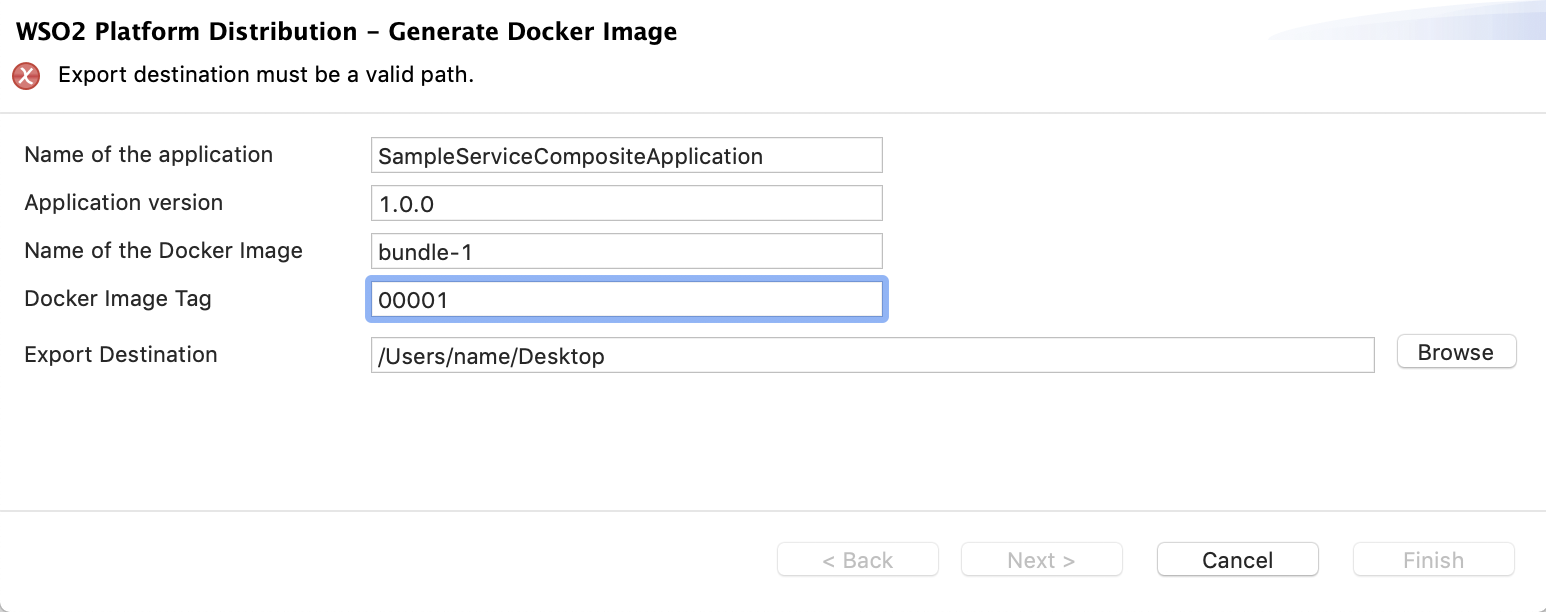 WSO2 Platform Distribution – Generate Docker Image
Export destination must be a valid path.
Name of the application SampleServiceCompositeApplication
Application version 1.0.0
Name of the Docker Image bundle-1
Docker Image Tag 00001
Export Destination /Users/name/Desktop Browse
< Back Next > Cancel Finish